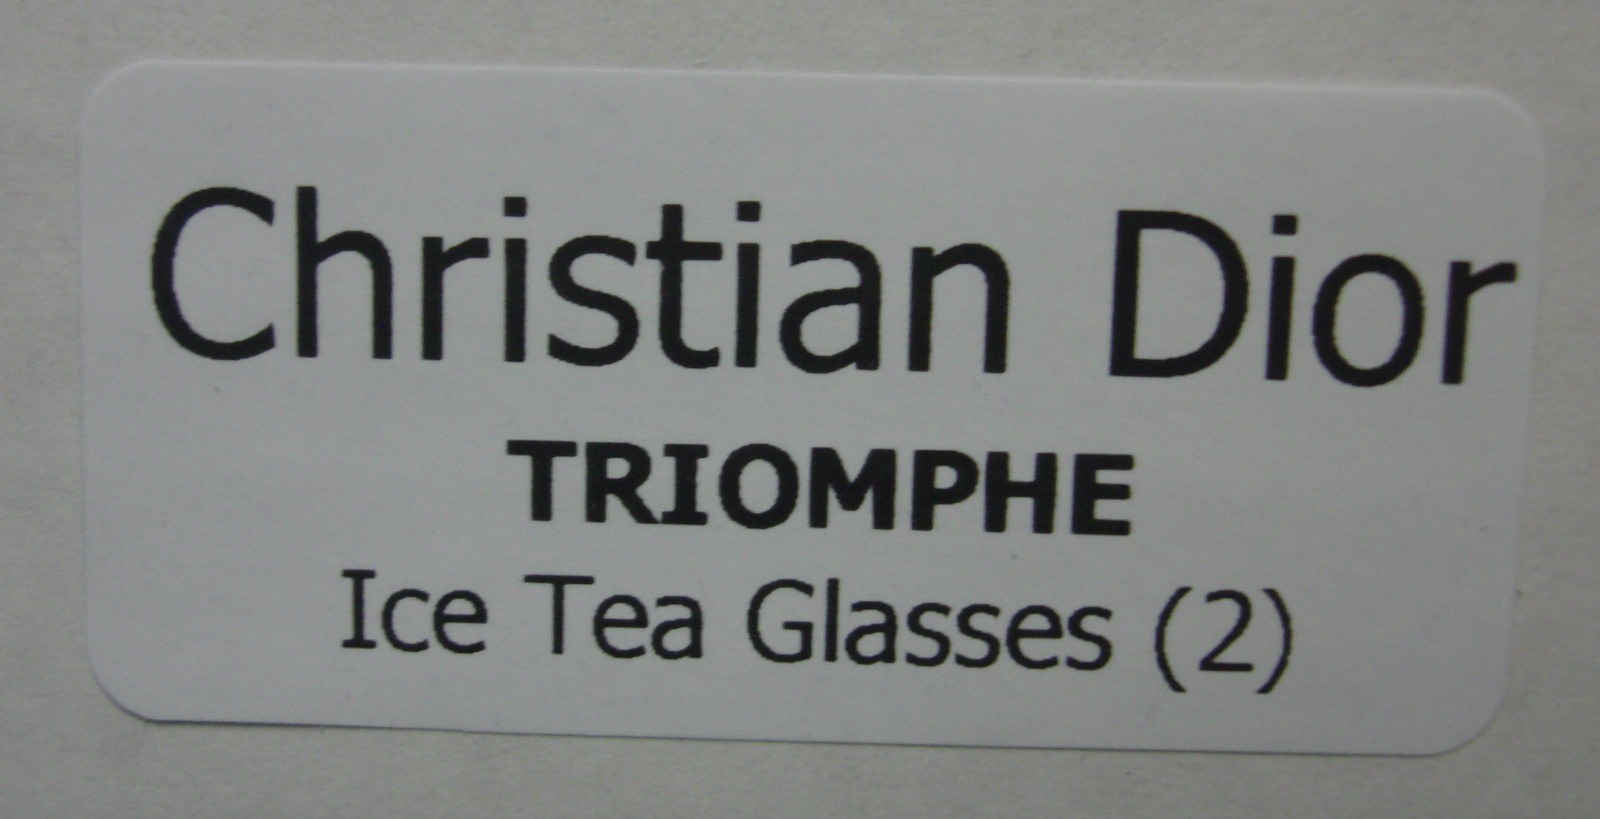 Christian Dior
TRIOMPHE
Ice Tea Glasses (2)